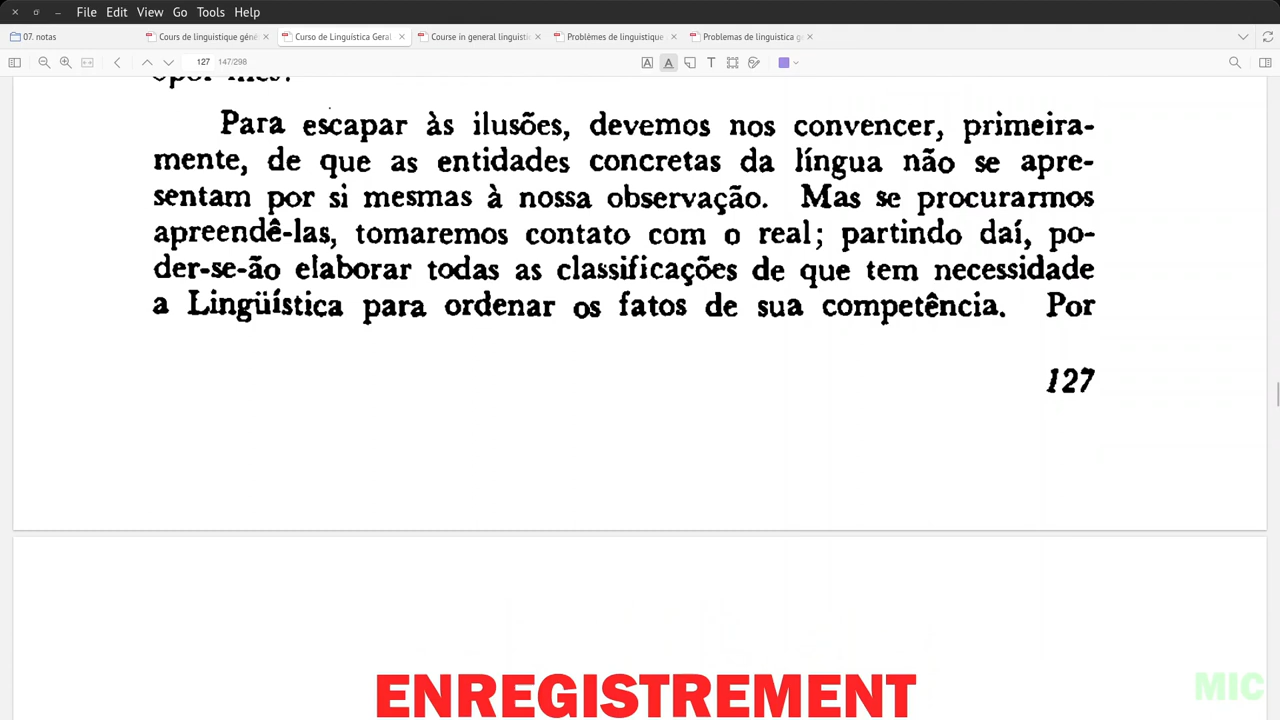 File Edit View Go Tools Help
07. notas Cours de linguistique géné Curso de Linguística Geral Course in general linguisti Problèmes de linguistique Problemas de linguistica g
127 147/298
Para escapar às ilusões, devemos nos convencer, primeira-
mente, de que as entidades concretas da língua não se apre-
sentam por si mesmas à nossa observação. Mas se procurarmos
apreendê-las, tomaremos contato com o real; partindo daí, po-
der-se-ão elaborar todas as classificações de que tem necessidade
a Lingüística para ordenar os fatos de sua competência. Por
127
ENREGISTREMENT
MIC